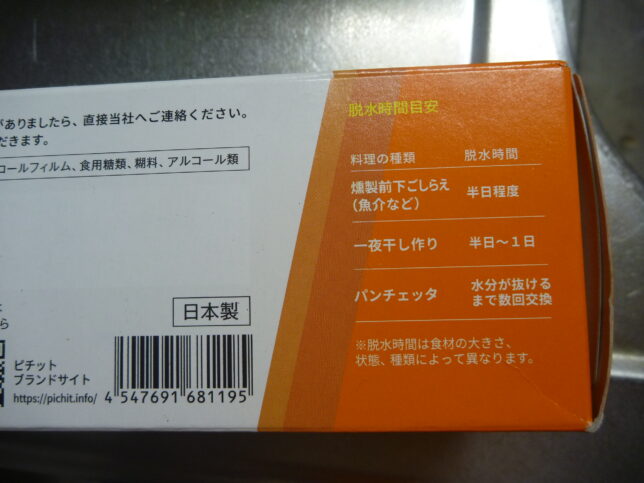 がありましたら、直接当社へご連絡ください。
だきます。
コールフィルム、食用糖類、糊料、アルコール類
日本製
ピチット
ブランドサイト
https://pichit.info/
4 547691 681195
脱水時間目安
料理の種類 脱水時間
燻製前下ごしらえ
(魚介など) 半日程度
一夜干し作り 半日〜1日
パンチェッタ 水分が抜ける
まで数回交換
※脱水時間は食材の大きさ、
状態、種類によって異なります。